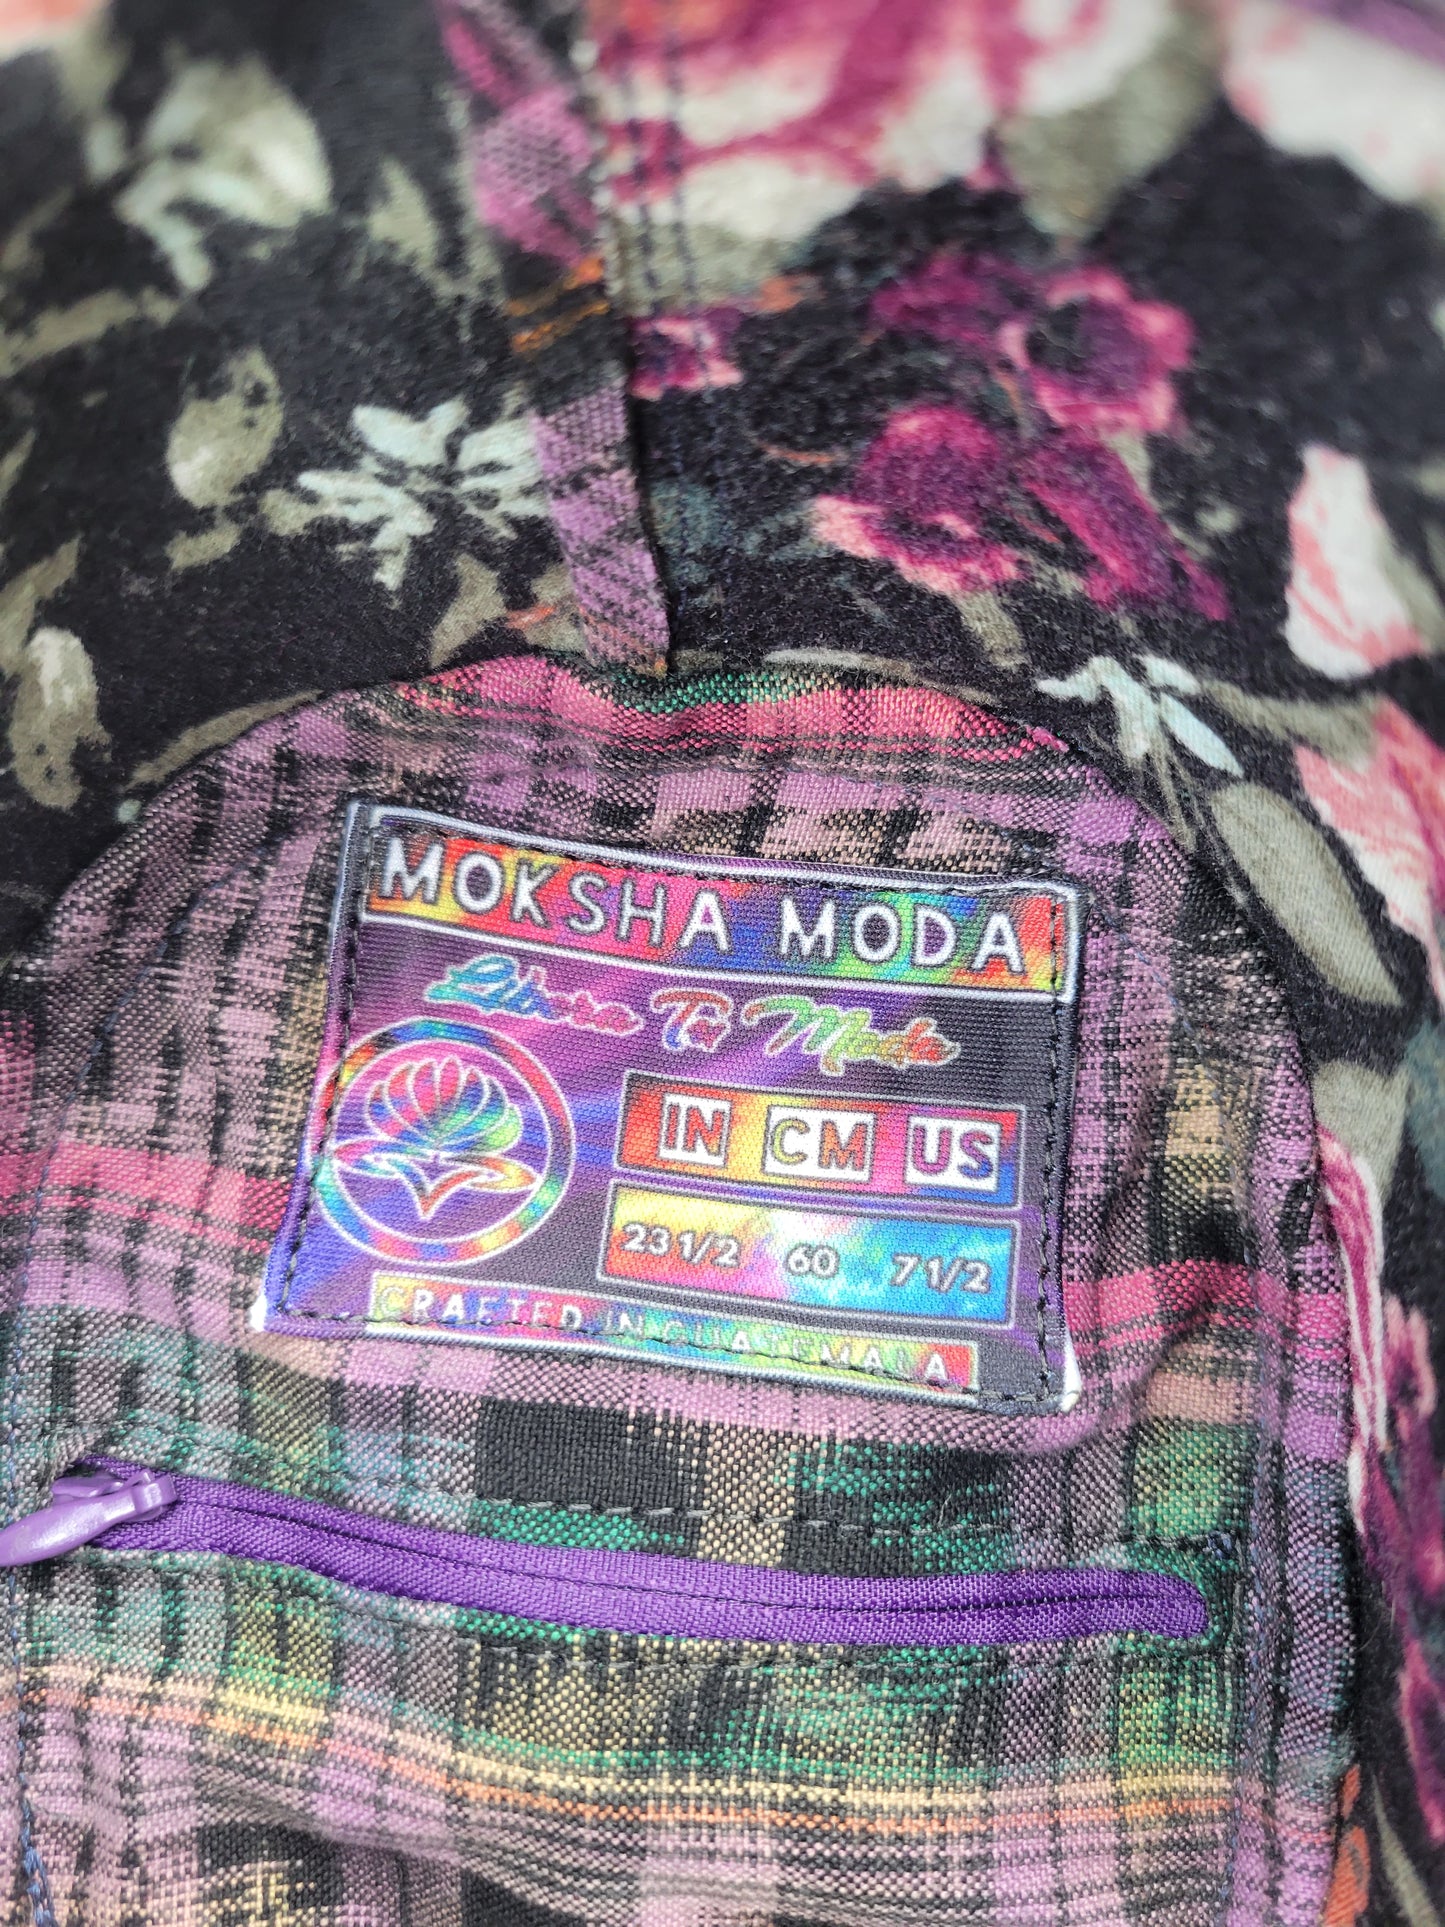 MOKSHA MODA
Libera Tu Moda
IN CM US
23 1/2 60 7 1/2
CRAFTED IN GUATEMALA